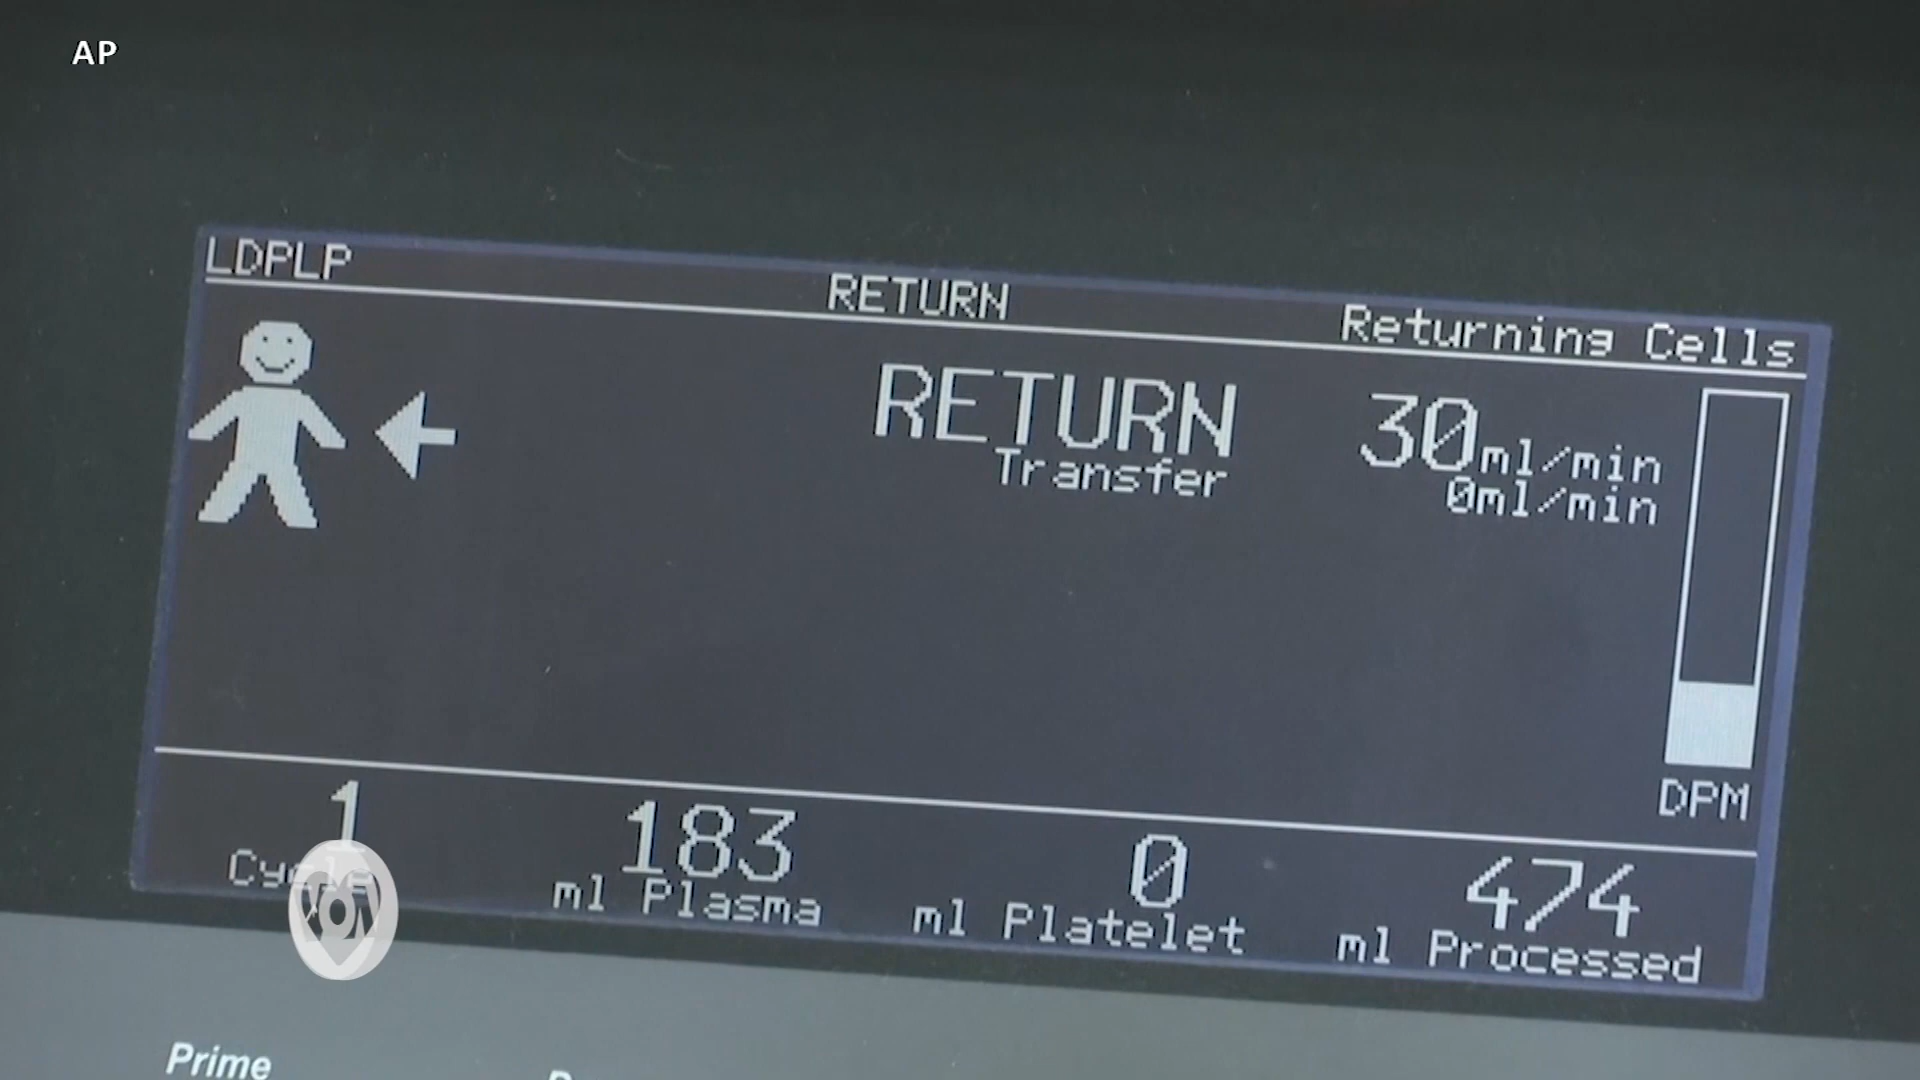 AP
LDPLP
RETURN
Returning Cells
RETURN
30ml/min
Transfer
0ml/min
DPM
1
Cycle
183
ml Plasma
0
ml Platelet
474
ml Processed
Prime